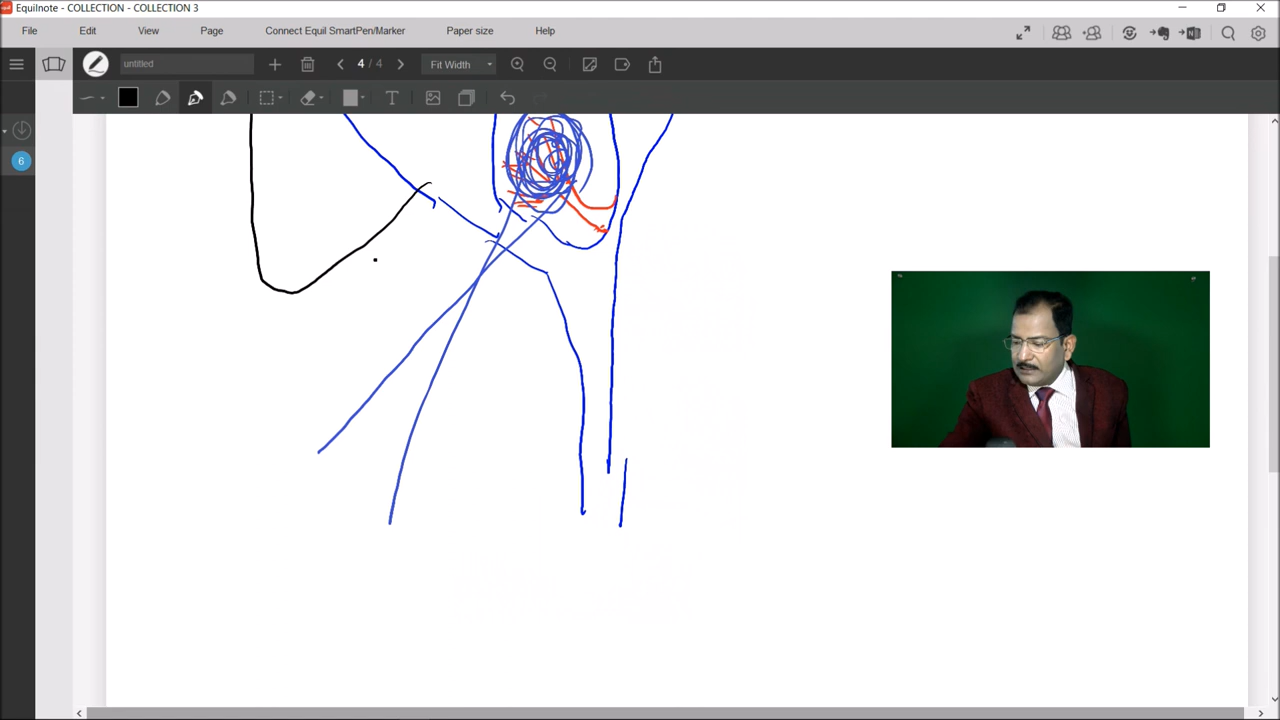 Equilnote - COLLECTION - COLLECTION 3
File Edit View Page Connect Equil SmartPen/Marker Paper size Help
untitled 4 / 4 Fit Width
T
6